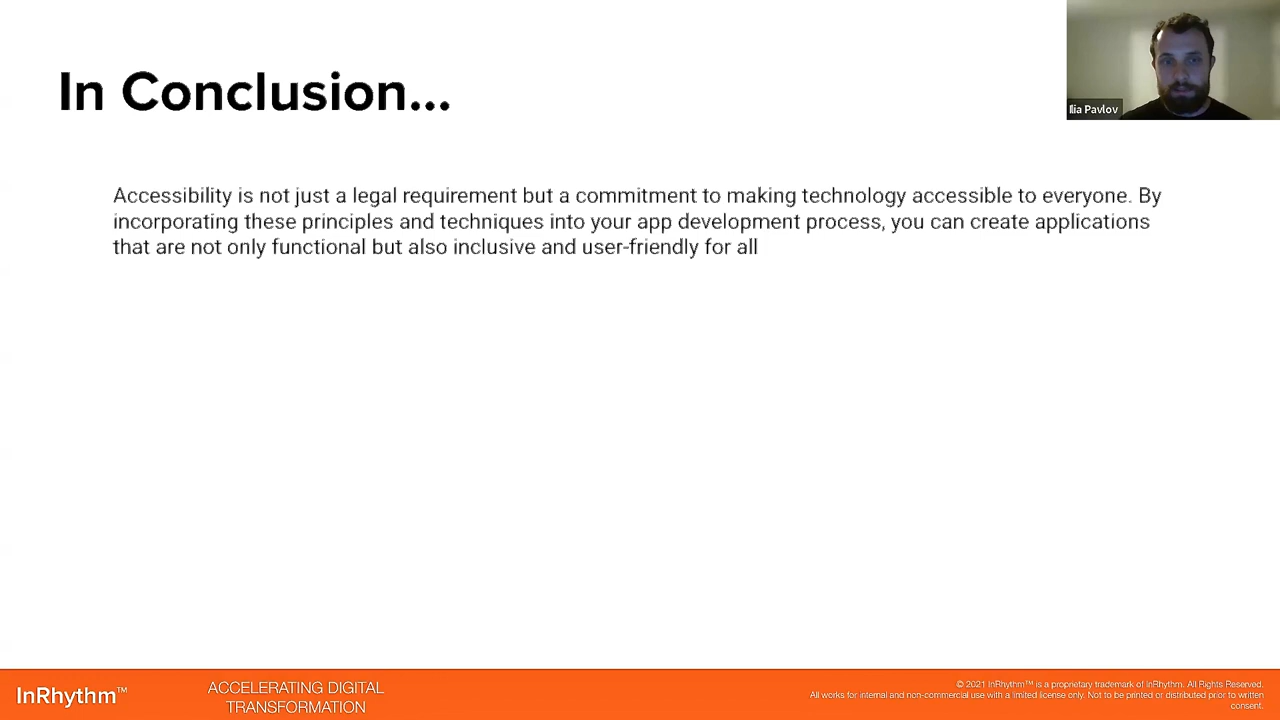 In Conclusion...
Ilia Pavlov
Accessibility is not just a legal requirement but a commitment to making technology accessible to everyone. By
incorporating these principles and techniques into your app development process, you can create applications
that are not only functional but also inclusive and user-friendly for all
InRhythm™
ACCELERATING DIGITAL
TRANSFORMATION
© 2021 InRhythm™ is a proprietary trademark of InRhythm. All Rights Reserved.
All works for internal and non-commercial use with a limited license only. Not to be printed or distributed prior to written
consent.